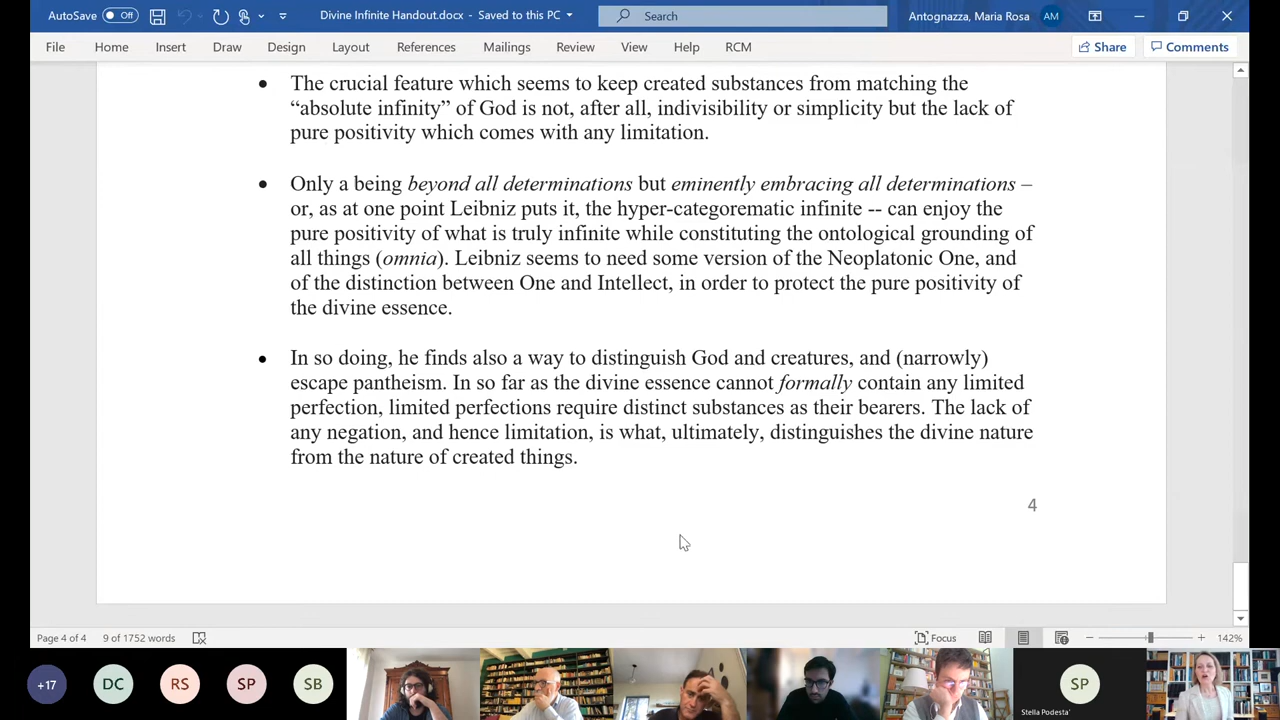 AutoSave Off Divine Infinite Handout.docx - Saved to this PC Search Antognazza, Maria Rosa AM
File Home Insert Draw Design Layout References Mailings Review View Help RCM Share Comments
• The crucial feature which seems to keep created substances from matching the
“absolute infinity” of God is not, after all, indivisibility or simplicity but the lack of
pure positivity which comes with any limitation.
• Only a being beyond all determinations but eminently embracing all determinations –
or, as at one point Leibniz puts it, the hyper-categorematic infinite -- can enjoy the
pure positivity of what is truly infinite while constituting the ontological grounding of
all things (omnia). Leibniz seems to need some version of the Neoplatonic One, and
of the distinction between One and Intellect, in order to protect the pure positivity of
the divine essence.
• In so doing, he finds also a way to distinguish God and creatures, and (narrowly)
escape pantheism. In so far as the divine essence cannot formally contain any limited
perfection, limited perfections require distinct substances as their bearers. The lack of
any negation, and hence limitation, is what, ultimately, distinguishes the divine nature
from the nature of created things.
4
Page 4 of 4 9 of 1752 words Focus 142%
+17 DC RS SP SB SP
Stella Podesta'